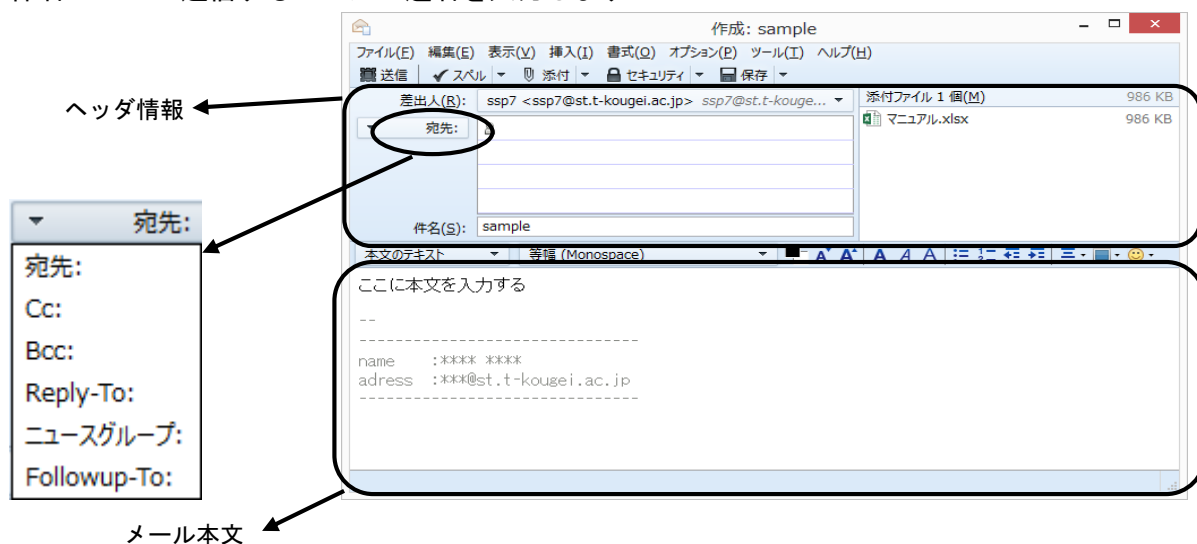 作成: sample
ファイル(F) 編集(E) 表示(V) 挿入(I) 書式(O) オプション(P) ツール(T) ヘルプ(H)
送信 スペル 添付 セキュリティ 保存
ヘッダ情報
差出人(R): ssp7 <ssp7@st.t-kougei.ac.jp> ssp7@st.t-kouge...
添付ファイル 1 個(M) 986 KB
宛先:
マニュアル.xlsx 986 KB
件名(S): sample
本文のテキスト 等幅 (Monospace)
宛先:
宛先:
Cc:
Bcc:
Reply-To:
ニュースグループ:
Followup-To:
ここに本文を入力する
--
-------------------------------
name :**** ****
adress :***@st.t-kougei.ac.jp
-------------------------------
メール本文